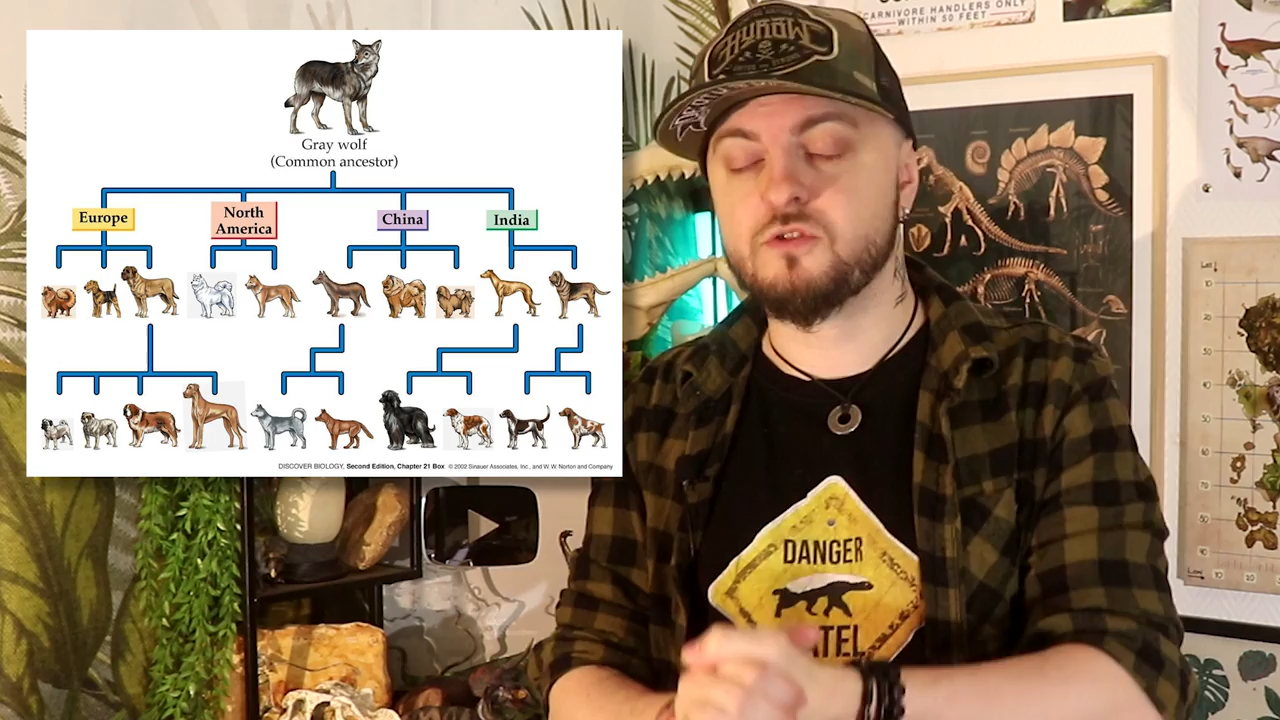 Gray wolf
(Common ancestor)
Europe
North
America
China
India
DISCOVER BIOLOGY, Second Edition, Chapter 21 Box © 2002 Sinauer Associates, Inc., and W. W. Norton and Company
CARNIVORE HANDLERS ONLY
WITHIN 50 FEET
DANGER